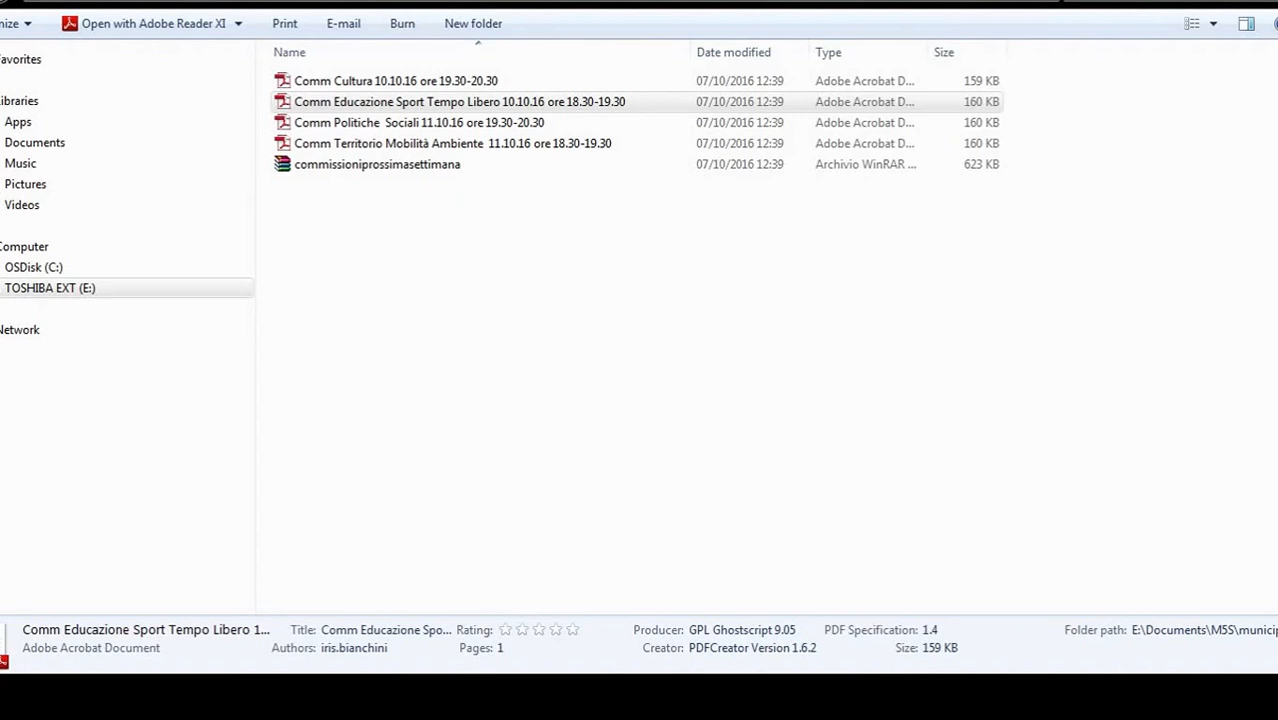 nize Open with Adobe Reader XI Print E-mail Burn New folder
Name Date modified Type Size
Favorites
Libraries
Apps
Documents
Music
Pictures
Videos
Computer
OSDisk (C:)
TOSHIBA EXT (E:)
Network
Comm Cultura 10.10.16 ore 19.30-20.30 07/10/2016 12:39 Adobe Acrobat D... 159 KB
Comm Educazione Sport Tempo Libero 10.10.16 ore 18.30-19.30 07/10/2016 12:39 Adobe Acrobat D... 160 KB
Comm Politiche Sociali 11.10.16 ore 19.30-20.30 07/10/2016 12:39 Adobe Acrobat D... 160 KB
Comm Territorio Mobilità Ambiente 11.10.16 ore 18.30-19.30 07/10/2016 12:39 Adobe Acrobat D... 160 KB
commissioniprossimasettimana 07/10/2016 12:39 Archivio WinRAR ... 623 KB
Comm Educazione Sport Tempo Libero 1... Title: Comm Educazione Spo... Rating: Producer: GPL Ghostscript 9.05 PDF Specification: 1.4 Folder path: E:\Documents\M5S\municip
Adobe Acrobat Document Authors: iris.bianchini Pages: 1 Creator: PDFCreator Version 1.6.2 Size: 159 KB